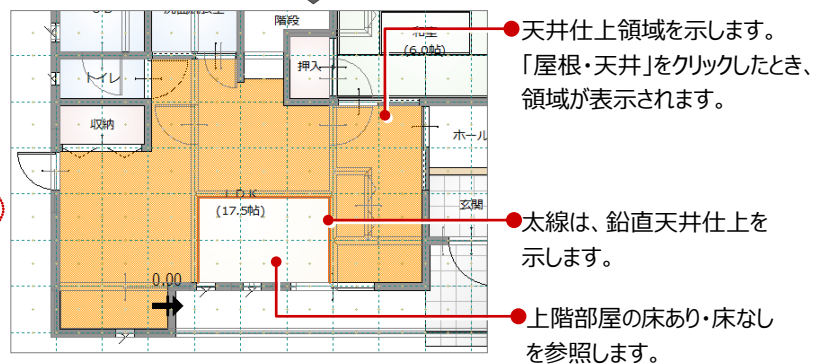 階段
和室
(6.0帖)
押入
トイレ
収納
ホール
LDK
(17.5帖)
玄関
0.00
天井仕上領域を示します。
「屋根・天井」をクリックしたとき、
領域が表示されます。
太線は、鉛直天井仕上を
示します。
上階部屋の床あり・床なし
を参照します。